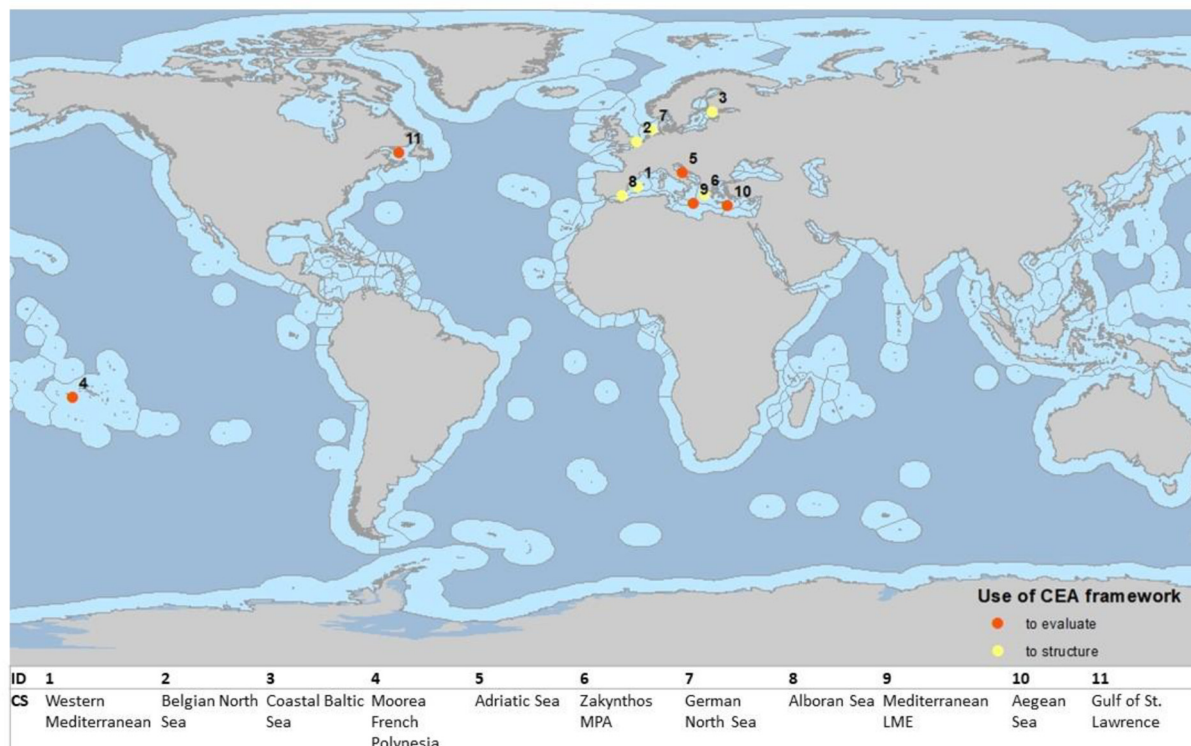 3
7
2
11
5
1
8
6
9
10
4
Use of CEA framework
to evaluate
to structure
ID 1 2 3 4 5 6 7 8 9 10 11
CS Western Belgian North Coastal Baltic Moorea Adriatic Sea Zakynthos German Alboran Sea Mediterranean Aegean Gulf of St.
Mediterranean Sea Sea French MPA North Sea LME Sea Lawrence
Polynesia